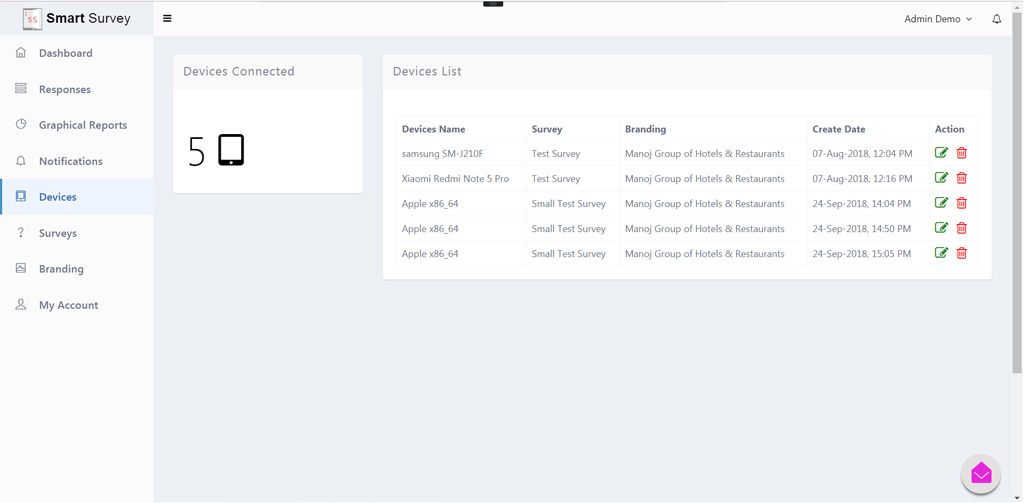 SS Smart Survey
Admin Demo
Dashboard
Responses
Graphical Reports
Notifications
Devices
Surveys
Branding
My Account
Devices Connected
5
Devices List
Devices Name Survey Branding Create Date Action
samsung SM-J210F Test Survey Manoj Group of Hotels & Restaurants 07-Aug-2018, 12:04 PM
Xiaomi Redmi Note 5 Pro Test Survey Manoj Group of Hotels & Restaurants 07-Aug-2018, 12:16 PM
Apple x86_64 Small Test Survey Manoj Group of Hotels & Restaurants 24-Sep-2018, 14:04 PM
Apple x86_64 Small Test Survey Manoj Group of Hotels & Restaurants 24-Sep-2018, 14:50 PM
Apple x86_64 Small Test Survey Manoj Group of Hotels & Restaurants 24-Sep-2018, 15:05 PM